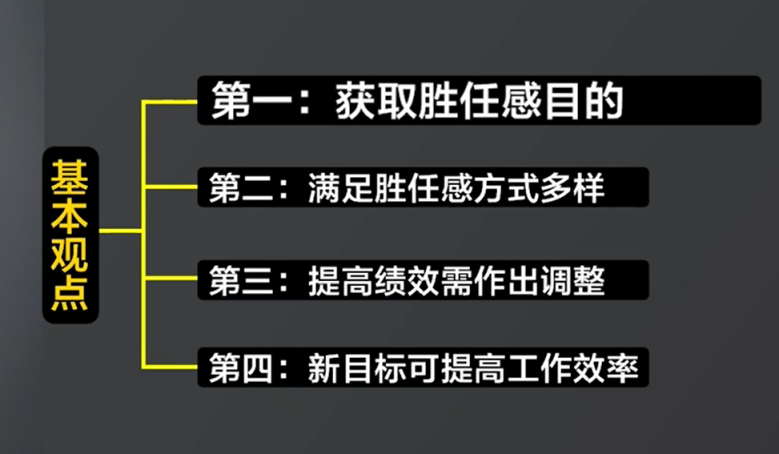 基本观点
第一：获取胜任感目的
第二：满足胜任感方式多样
第三：提高绩效需作出调整
第四：新目标可提高工作效率